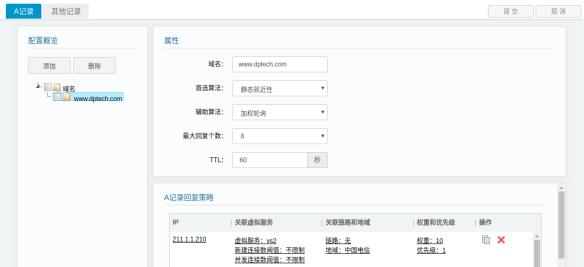 A记录 其他记录 提交 取消
配置概览
添加 删除
域名
www.dptech.com
属性
域名： www.dptech.com
首选算法： 静态就近性
辅助算法： 加权轮询
最大回复个数： 8
TTL： 60 秒
A记录回复策略
IP 关联虚拟服务 关联链路和地域 权重和优先级 操作
211.1.1.210 虚拟服务：vs2 链路：无 权重：10
新建连接数阈值：不限制 地域：中国电信 优先级：1
并发连接数阈值：不限制